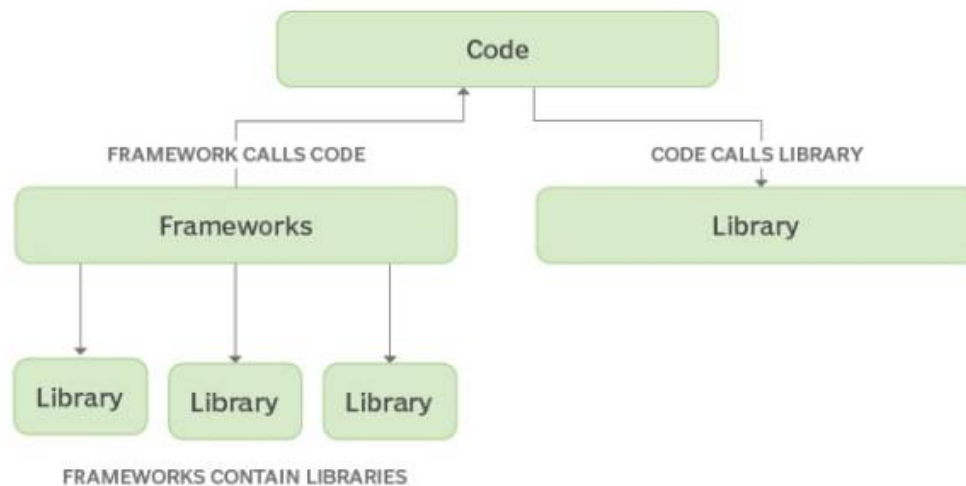 Code
FRAMEWORK CALLS CODE
CODE CALLS LIBRARY
Frameworks
Library
Library
Library
Library
FRAMEWORKS CONTAIN LIBRARIES